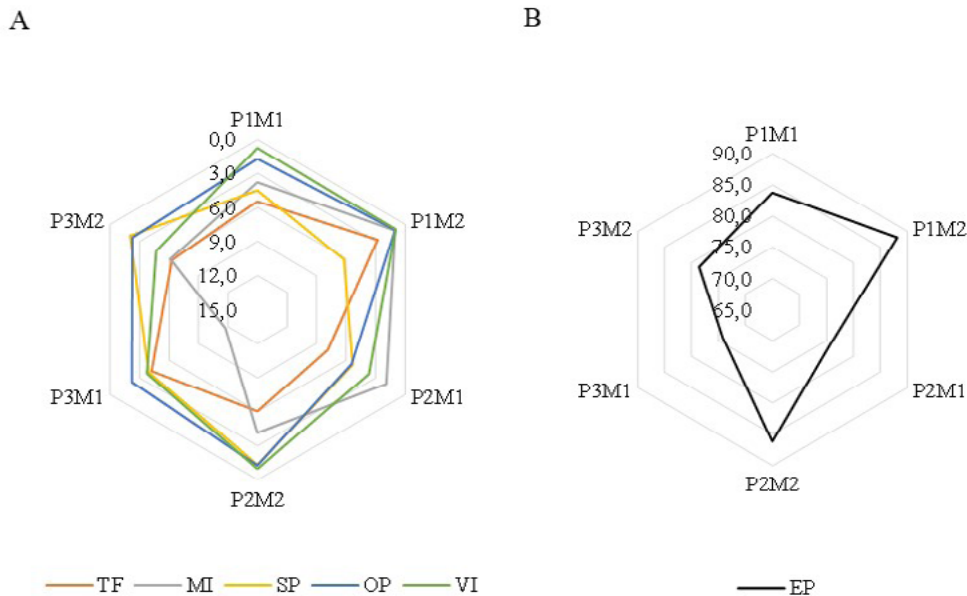 A
B
P1M1
0,0
3,0
6,0
9,0
12,0
15,0
P3M2
P1M2
P3M1
P2M1
P2M2
TF MI SP OP VI
P1M1
90,0
85,0
80,0
75,0
70,0
65,0
P3M2
P1M2
P3M1
P2M1
P2M2
EP